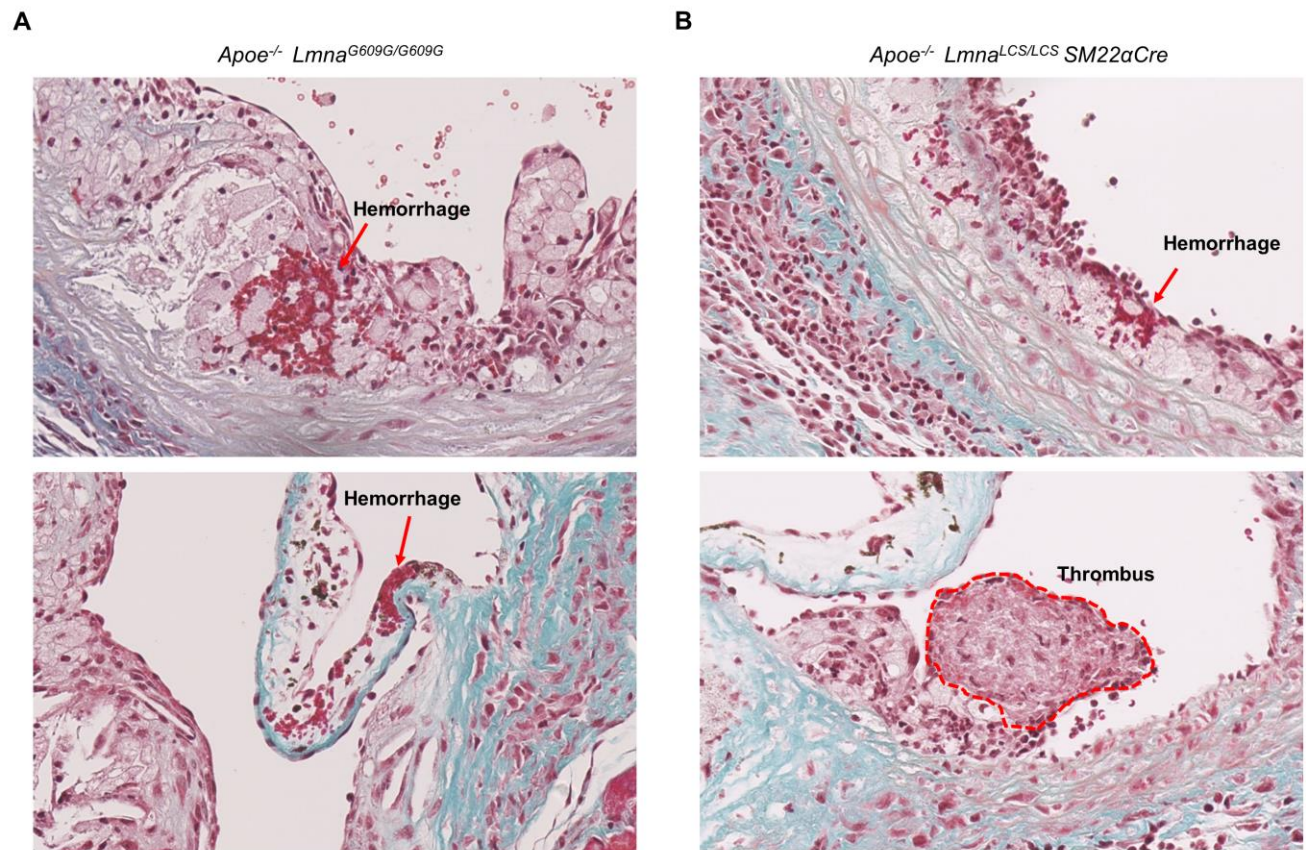 A
Apoe-/- LmnaG609G/G609G
Hemorrhage
Hemorrhage
B
Apoe-/- LmnaLCS/LCS SM22αCre
Hemorrhage
Thrombus